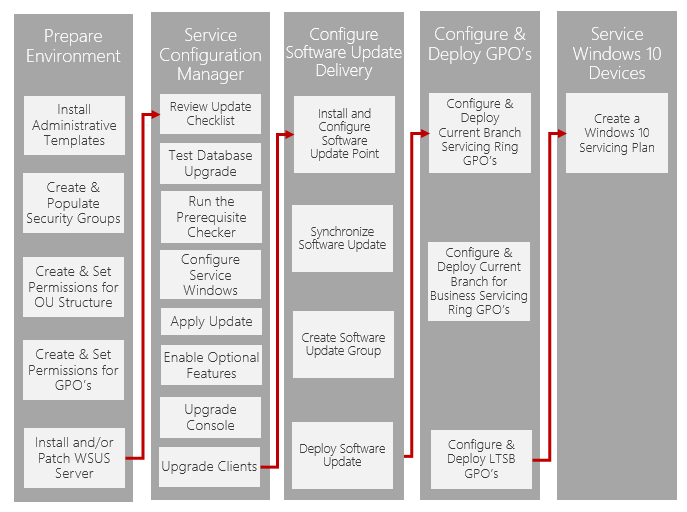 Prepare
Environment
Install
Administrative
Templates
Create &
Populate
Security Groups
Create & Set
Permissions for
OU Structure
Create & Set
Permissions for
GPO's
Install and/or
Patch WSUS
Server
Service
Configuration
Manager
Review Update
Checklist
Test Database
Upgrade
Run the
Prerequisite
Checker
Configure
Service
Windows
Apply Update
Enable Optional
Features
Upgrade
Console
Upgrade Clients
Configure
Software Update
Delivery
Install and
Configure
Software
Update Point
Synchronize
Software Update
Create Software
Update Group
Deploy Software
Update
Configure &
Deploy GPO's
Configure &
Deploy
Current Branch
Servicing Ring
GPO's
Configure &
Deploy Current
Branch for
Business Servicing
Ring GPO's
Configure &
Deploy LTSB
GPO's
Service
Windows 10
Devices
Create a
Windows 10
Servicing Plan